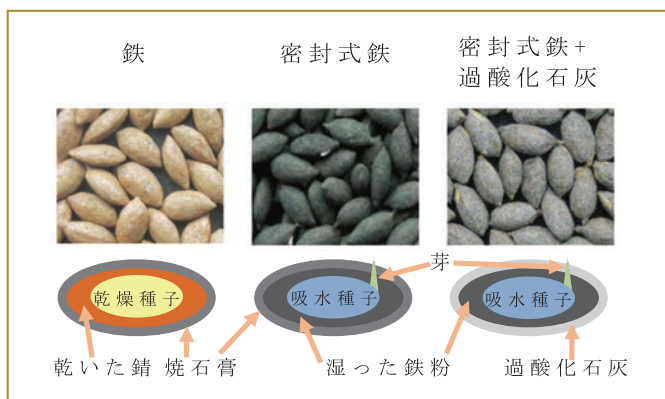 鉄
密封式鉄
密封式鉄+
過酸化石灰
芽
乾燥種子
吸水種子
吸水種子
乾いた錆
焼石膏
湿った鉄粉
過酸化石灰